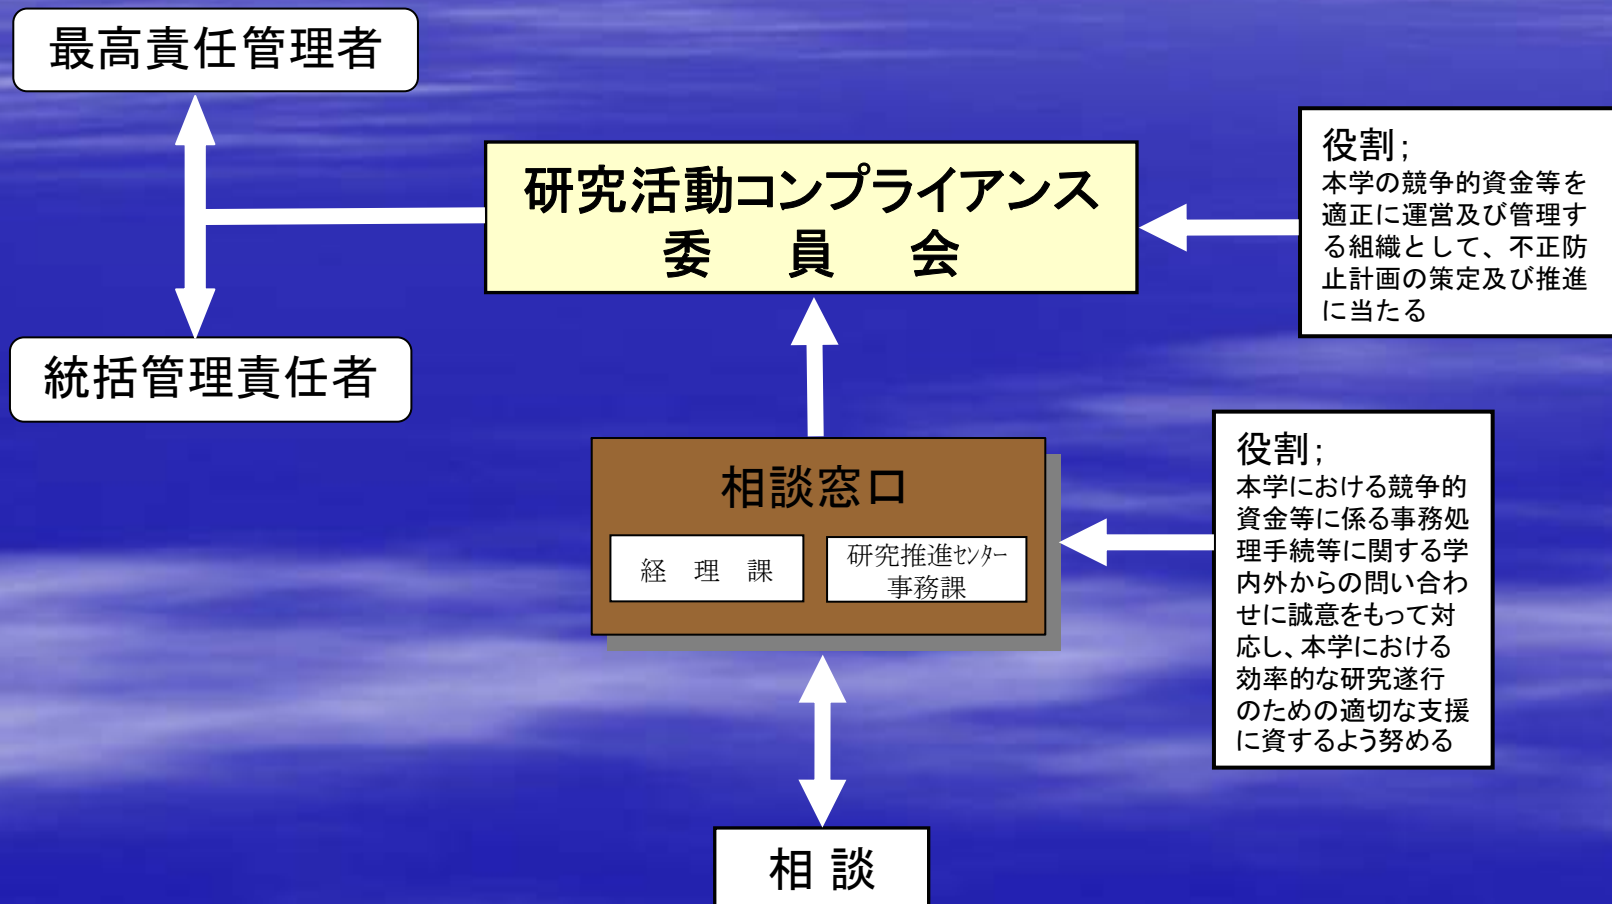 最高責任管理者
研究活動コンプライアンス
委　員　会
役割;
本学の競争的資金等を
適正に運営及び管理す
る組織として、不正防
止計画の策定及び推進
に当たる
統括管理責任者
相談窓口
経　理　課
研究推進ｾﾝﾀｰ
事務課
役割;
本学における競争的
資金等に係る事務処
理手続等に関する学
内外からの問い合わ
せに誠意をもって対
応し、本学における
効率的な研究遂行
のための適切な支援
に資するよう努める
相 談